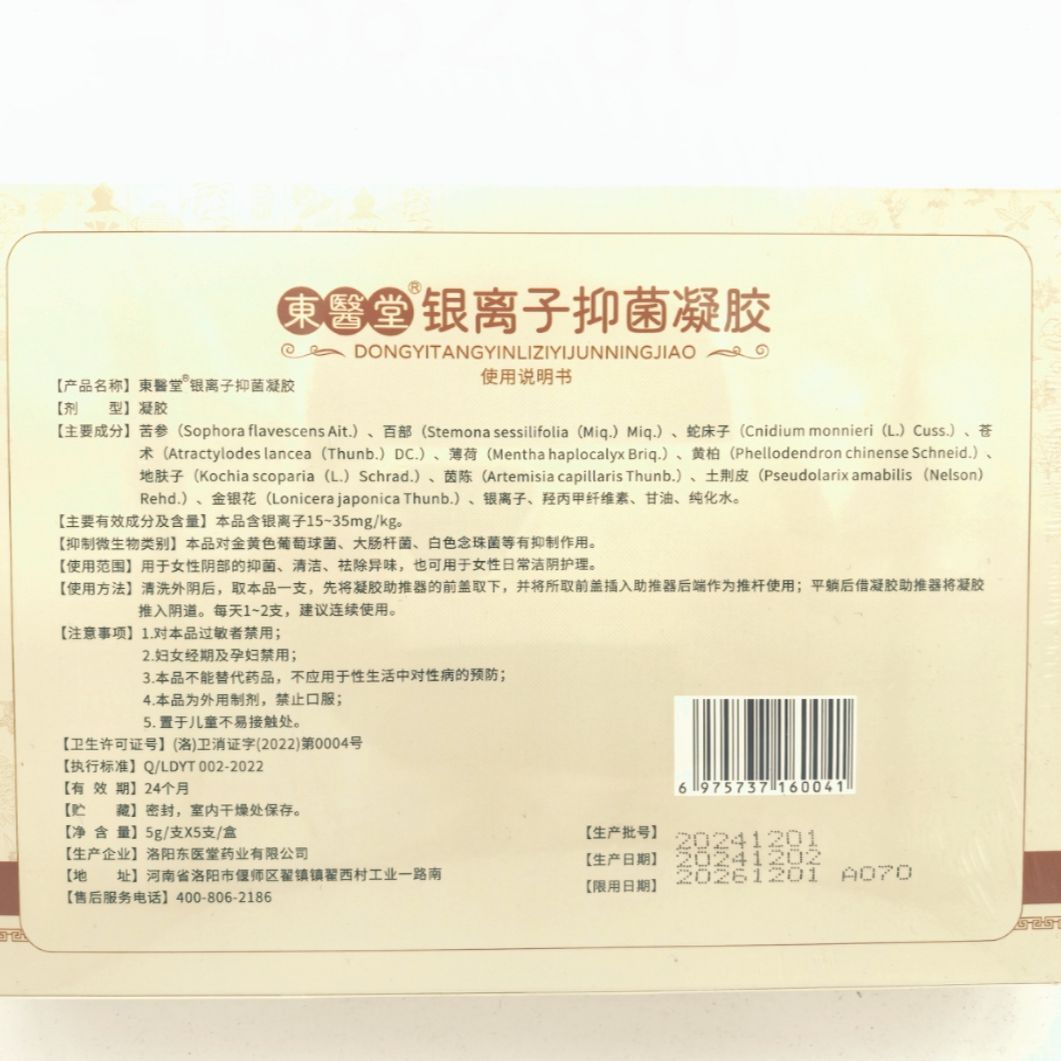 東醫堂®银离子抑菌凝胶
DONGYITANGYINLIZIYIJUNNINGJIAO
使用说明书
【产品名称】東醫堂®银离子抑菌凝胶
【剂 型】凝胶
【主要成分】苦参（Sophora flavescens Ait.）、百部（Stemona sessilifolia（Miq.）Miq.）、蛇床子（Cnidium monnieri（L.）Cuss.）、苍
术（Atractylodes lancea（Thunb.）DC.）、薄荷（Mentha haplocalyx Briq.）、黄柏（Phellodendron chinense Schneid.）、
地肤子（Kochia scoparia（L.）Schrad.）、茵陈（Artemisia capillaris Thunb.）、土荆皮（Pseudolarix amabilis（Nelson）
Rehd.）、金银花（Lonicera japonica Thunb.）、银离子、羟丙甲纤维素、甘油、纯化水。
【主要有效成分及含量】本品含银离子15~35mg/kg。
【抑制微生物类别】本品对金黄色葡萄球菌、大肠杆菌、白色念珠菌等有抑制作用。
【使用范围】用于女性阴部的抑菌、清洁、祛除异味，也可用于女性日常洁阴护理。
【使用方法】清洗外阴后，取本品一支，先将凝胶助推器的前盖取下，并将所取前盖插入助推器后端作为推杆使用；平躺后借凝胶助推器将凝胶
推入阴道。每天1~2支，建议连续使用。
【注意事项】1.对本品过敏者禁用；
2.妇女经期及孕妇禁用；
3.本品不能替代药品，不应用于性生活中对性病的预防；
4.本品为外用制剂，禁止口服；
5. 置于儿童不易接触处。
【卫生许可证号】(洛)卫消证字(2022)第0004号
【执行标准】Q/LDYT 002-2022
【有 效 期】24个月
【贮 藏】密封，室内干燥处保存。
【净 含 量】5g/支X5支/盒
【生产企业】洛阳东医堂药业有限公司
【地 址】河南省洛阳市偃师区翟镇镇翟西村工业一路南
【售后服务电话】400-806-2186
6 975737 160041
【生产批号】20241201
【生产日期】20241202
【限用日期】20261201 A070